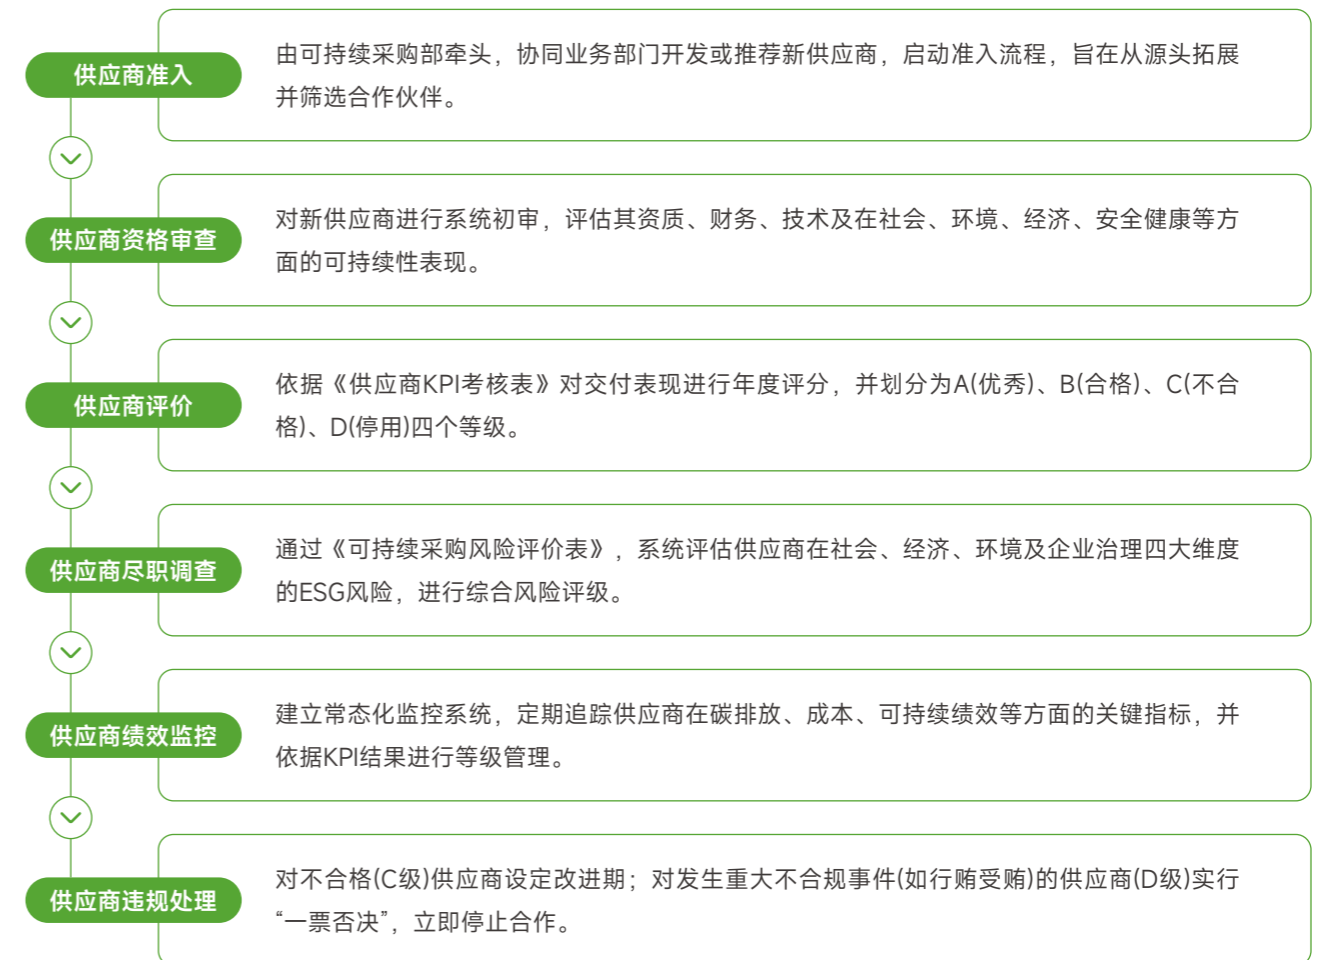 供应商准入
由可持续采购部牵头，协同业务部门开发或推荐新供应商，启动准入流程，旨在从源头拓展
并筛选合作伙伴。
供应商资格审查
对新供应商进行系统初审，评估其资质、财务、技术及在社会、环境、经济、安全健康等方
面的可持续性表现。
供应商评价
依据《供应商KPI考核表》对交付表现进行年度评分，并划分为A(优秀)、B(合格)、C(不合
格)、D(停用)四个等级。
供应商尽职调查
通过《可持续采购风险评价表》，系统评估供应商在社会、经济、环境及企业治理四大维度
的ESG风险，进行综合风险评级。
供应商绩效监控
建立常态化监控系统，定期追踪供应商在碳排放、成本、可持续绩效等方面的关键指标，并
依据KPI结果进行等级管理。
供应商违规处理
对不合格(C级)供应商设定改进期；对发生重大不合规事件(如行贿受贿)的供应商(D级)实行
“一票否决”，立即停止合作。